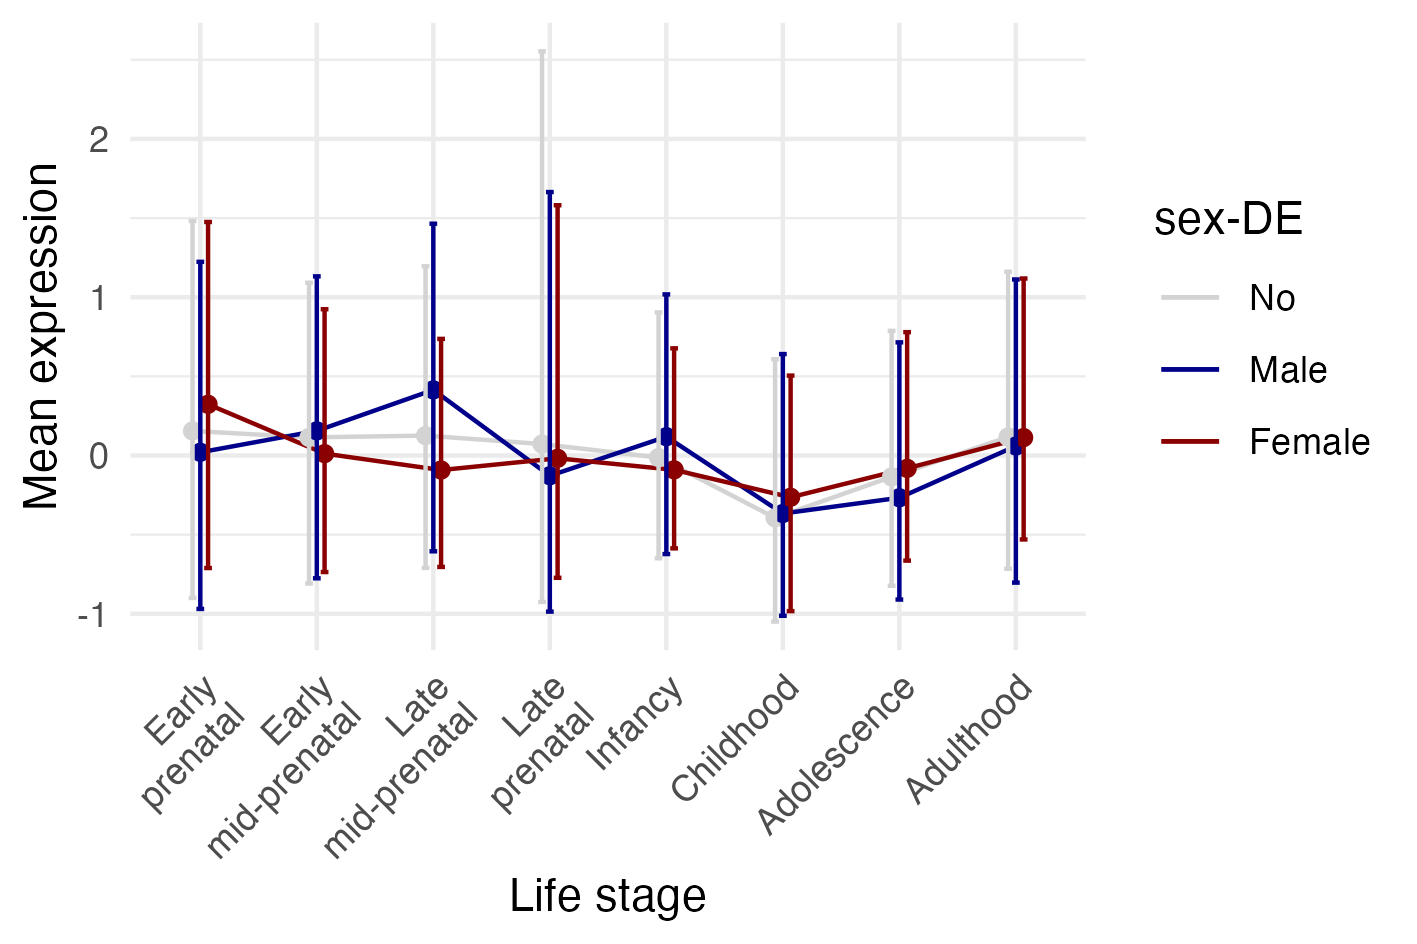 Mean expression
2
1
0
-1
Early
prenatal
Early
mid-prenatal
Late
mid-prenatal
Late
prenatal
Infancy
Childhood
Adolescence
Adulthood
Life stage
sex-DE
No
Male
Female